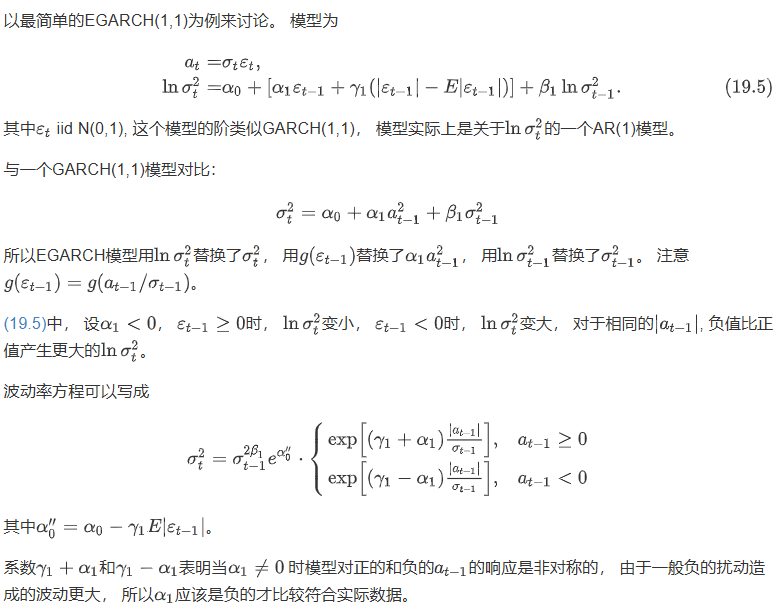 以最简单的EGARCH(1,1)为例来讨论。 模型为
a_t =σ_tε_t,
ln σ_t^2 =α_0 + [α_1ε_{t−1} + γ_1(|ε_{t−1}| − E|ε_{t−1}|)] + β_1 ln σ_{t−1}^2. (19.5)
其中ε_t iid N(0,1), 这个模型的阶类似GARCH(1,1)， 模型实际上是关于ln σ_t^2的一个AR(1)模型。
与一个GARCH(1,1)模型对比：
σ_t^2 = α_0 + α_1a_{t−1}^2 + β_1σ_{t−1}^2
所以EGARCH模型用ln σ_t^2替换了σ_t^2， 用g(ε_{t−1})替换了α_1a_{t−1}^2， 用ln σ_{t−1}^2替换了σ_{t−1}^2。 注意
g(ε_{t−1}) = g(a_{t−1}/σ_{t−1})。
(19.5)中， 设α_1 < 0， ε_{t−1} ≥ 0时， ln σ_t^2变小， ε_{t−1} < 0时， ln σ_t^2变大， 对于相同的|a_{t−1}|, 负值比正
值产生更大的ln σ_t^2。
波动率方程可以写成
σ_t^2 = σ_{t−1}^{2β_1} e^{α_0''} · { exp[(γ_1 + α_1) |a_{t−1}|/σ_{t−1}], a_{t−1} ≥ 0
exp[(γ_1 − α_1) |a_{t−1}|/σ_{t−1}], a_{t−1} < 0
其中α_0'' = α_0 − γ_1E|ε_{t−1}|。
系数γ_1 + α_1和γ_1 − α_1表明当α_1 ≠ 0 时模型对正的和负的a_{t−1}的响应是非对称的， 由于一般负的扰动造
成的波动更大， 所以α_1应该是负的才比较符合实际数据。